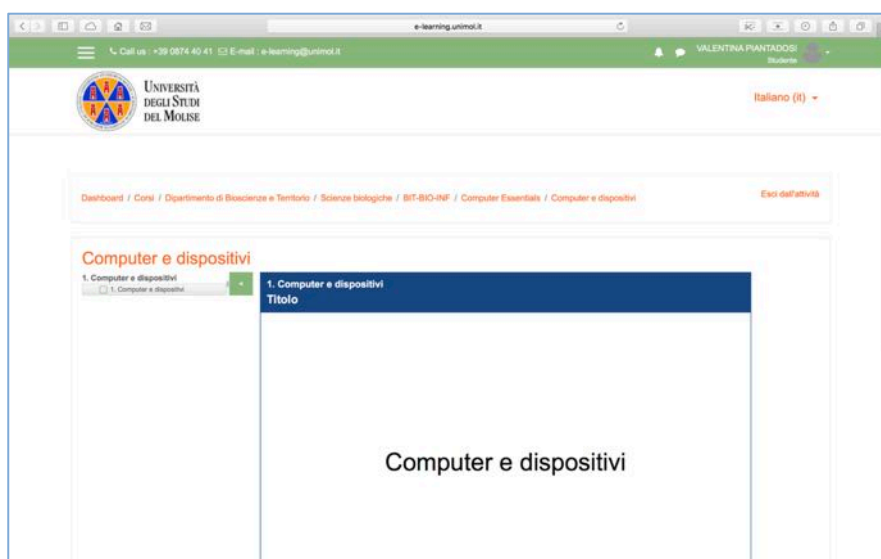 e-learning.unimol.it
Call us : +39 0874 40 41 E-mail : e-learning@unimol.it
VALENTINA PIANTADOSI
Studente
UNIVERSITÀ
DEGLI STUDI
DEL MOLISE
Italiano (it)
Dashboard / Corsi / Dipartimento di Bioscienze e Territorio / Scienze biologiche / BIT-BIO-INF / Computer Essentials / Computer e dispositivi
Esci dall'attività
Computer e dispositivi
1. Computer e dispositivi
1. Computer e dispositivi
1. Computer e dispositivi
Titolo
Computer e dispositivi